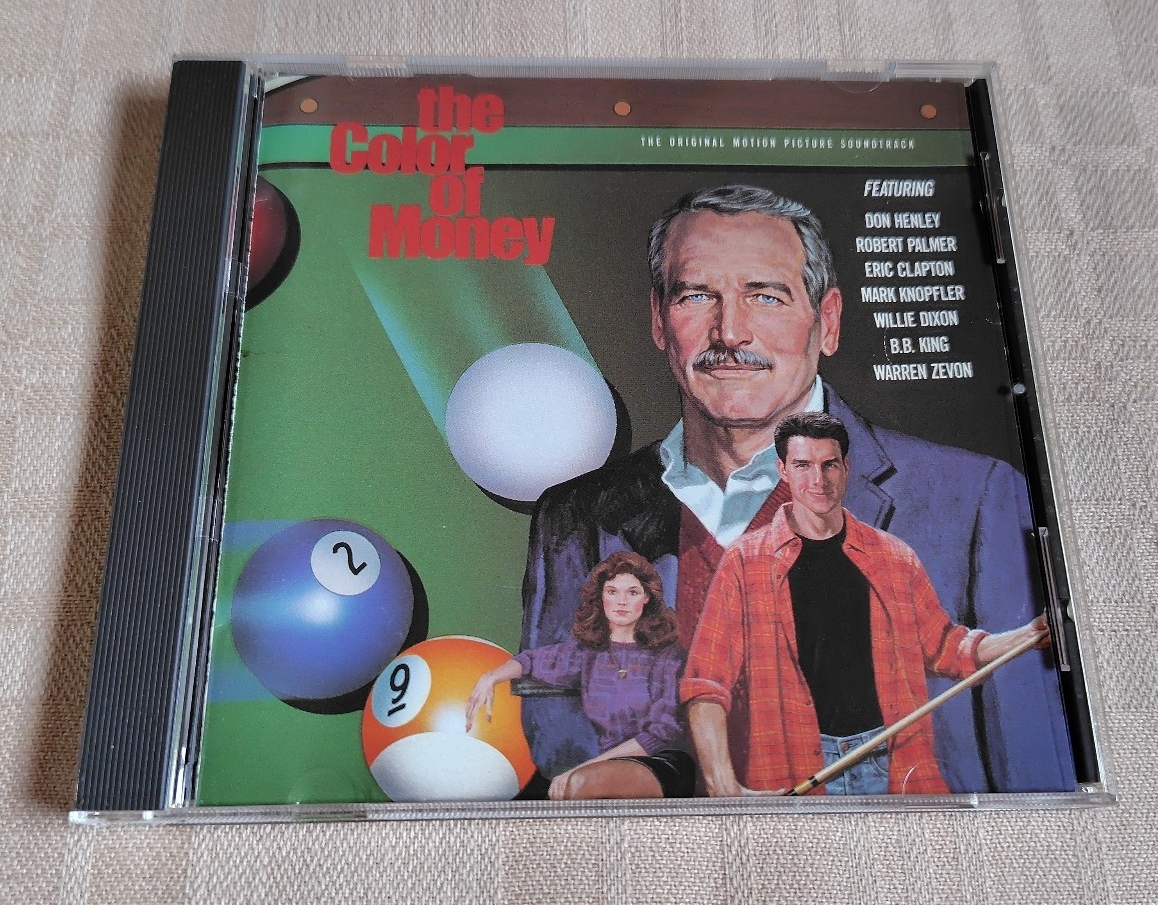 the
Color
of
Money
THE ORIGINAL MOTION PICTURE SOUNDTRACK
FEATURING
DON HENLEY
ROBERT PALMER
ERIC CLAPTON
MARK KNOPFLER
WILLIE DIXON
B.B. KING
WARREN ZEVON
2
9